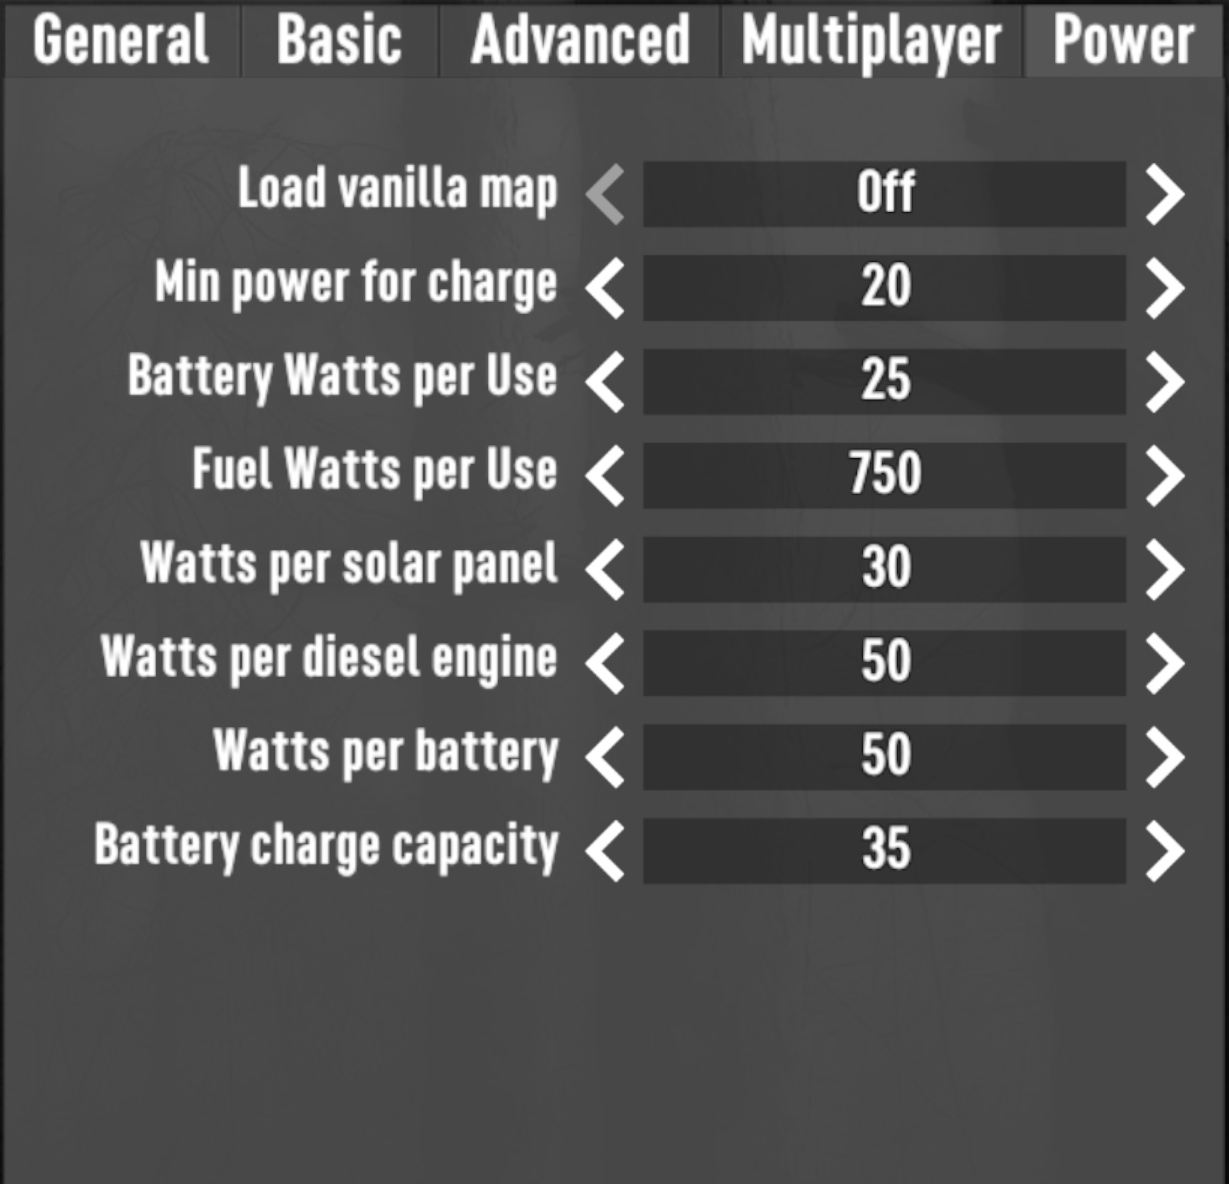 General Basic Advanced Multiplayer Power
Load vanilla map Off
Min power for charge 20
Battery Watts per Use 25
Fuel Watts per Use 750
Watts per solar panel 30
Watts per diesel engine 50
Watts per battery 50
Battery charge capacity 35